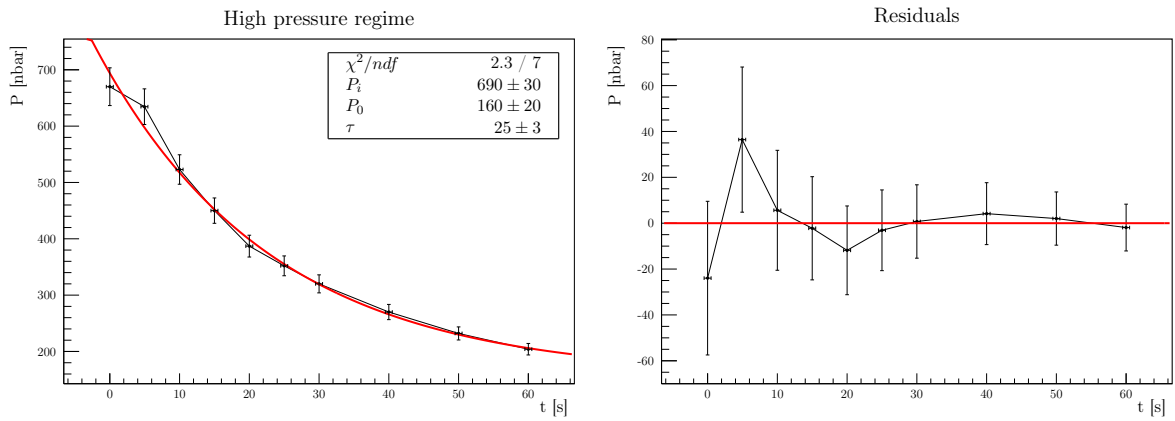 High pressure regime
P [nbar]
χ²/ndf 2.3 / 7
P_i 690 ± 30
P_0 160 ± 20
τ 25 ± 3
700
600
500
400
300
200
0 10 20 30 40 50 60
t [s]
Residuals
P [nbar]
80
60
40
20
0
-20
-40
-60
0 10 20 30 40 50 60
t [s]